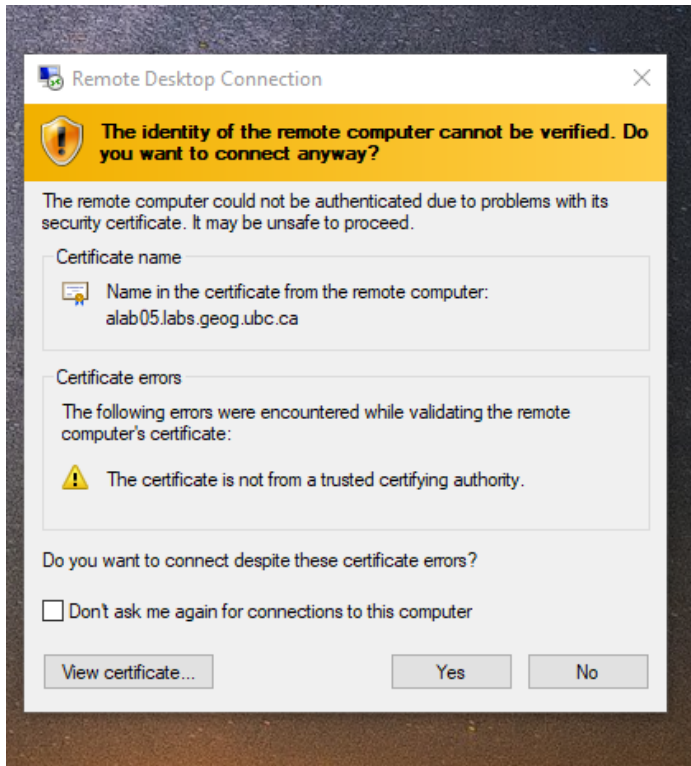 Remote Desktop Connection
The identity of the remote computer cannot be verified. Do
you want to connect anyway?
The remote computer could not be authenticated due to problems with its
security certificate. It may be unsafe to proceed.
Certificate name
Name in the certificate from the remote computer:
alab05.labs.geog.ubc.ca
Certificate errors
The following errors were encountered while validating the remote
computer's certificate:
The certificate is not from a trusted certifying authority.
Do you want to connect despite these certificate errors?
Don't ask me again for connections to this computer
View certificate...
Yes
No